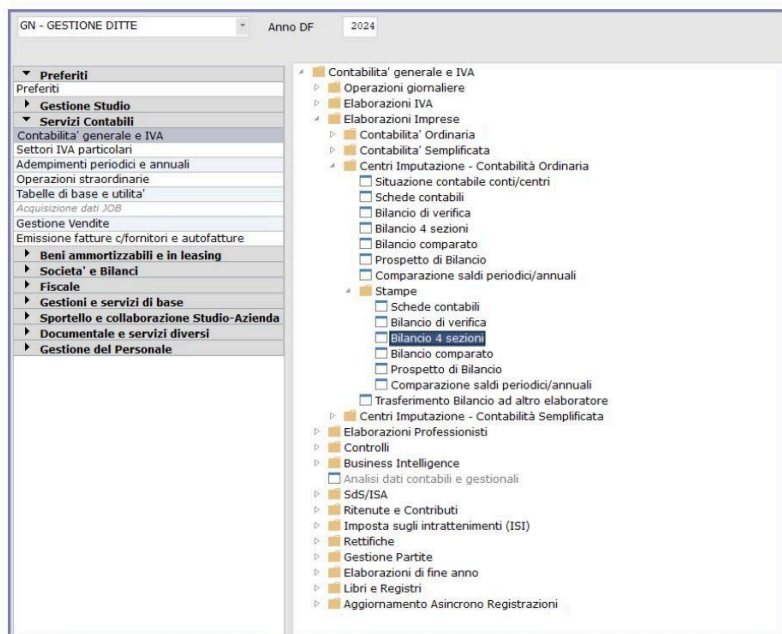 GN - GESTIONE DITTE
Anno DF 2024
Preferiti
Preferiti
Gestione Studio
Servizi Contabili
Contabilita' generale e IVA
Settori IVA particolari
Adempimenti periodici e annuali
Operazioni straordinarie
Tabelle di base e utilita'
Acquisizione dati JOB
Gestione Vendite
Emissione fatture c/fornitori e autofatture
Beni ammortizzabili e in leasing
Societa' e Bilanci
Fiscale
Gestioni e servizi di base
Sportello e collaborazione Studio-Azienda
Documentale e servizi diversi
Gestione del Personale
Contabilita' generale e IVA
Operazioni giornaliere
Elaborazioni IVA
Elaborazioni Imprese
Contabilita' Ordinaria
Contabilita' Semplificata
Centri Imputazione - Contabilità Ordinaria
Situazione contabile conti/centri
Schede contabili
Bilancio di verifica
Bilancio 4 sezioni
Bilancio comparato
Prospetto di Bilancio
Comparazione saldi periodici/annuali
Stampe
Schede contabili
Bilancio di verifica
Bilancio 4 sezioni
Bilancio comparato
Prospetto di Bilancio
Comparazione saldi periodici/annuali
Trasferimento Bilancio ad altro elaboratore
Centri Imputazione - Contabilità Semplificata
Elaborazioni Professionisti
Controlli
Business Intelligence
Analisi dati contabili e gestionali
SdS/ISA
Ritenute e Contributi
Imposta sugli intrattenimenti (ISI)
Rettifiche
Gestione Partite
Elaborazioni di fine anno
Libri e Registri
Aggiornamento Asincrono Registrazioni